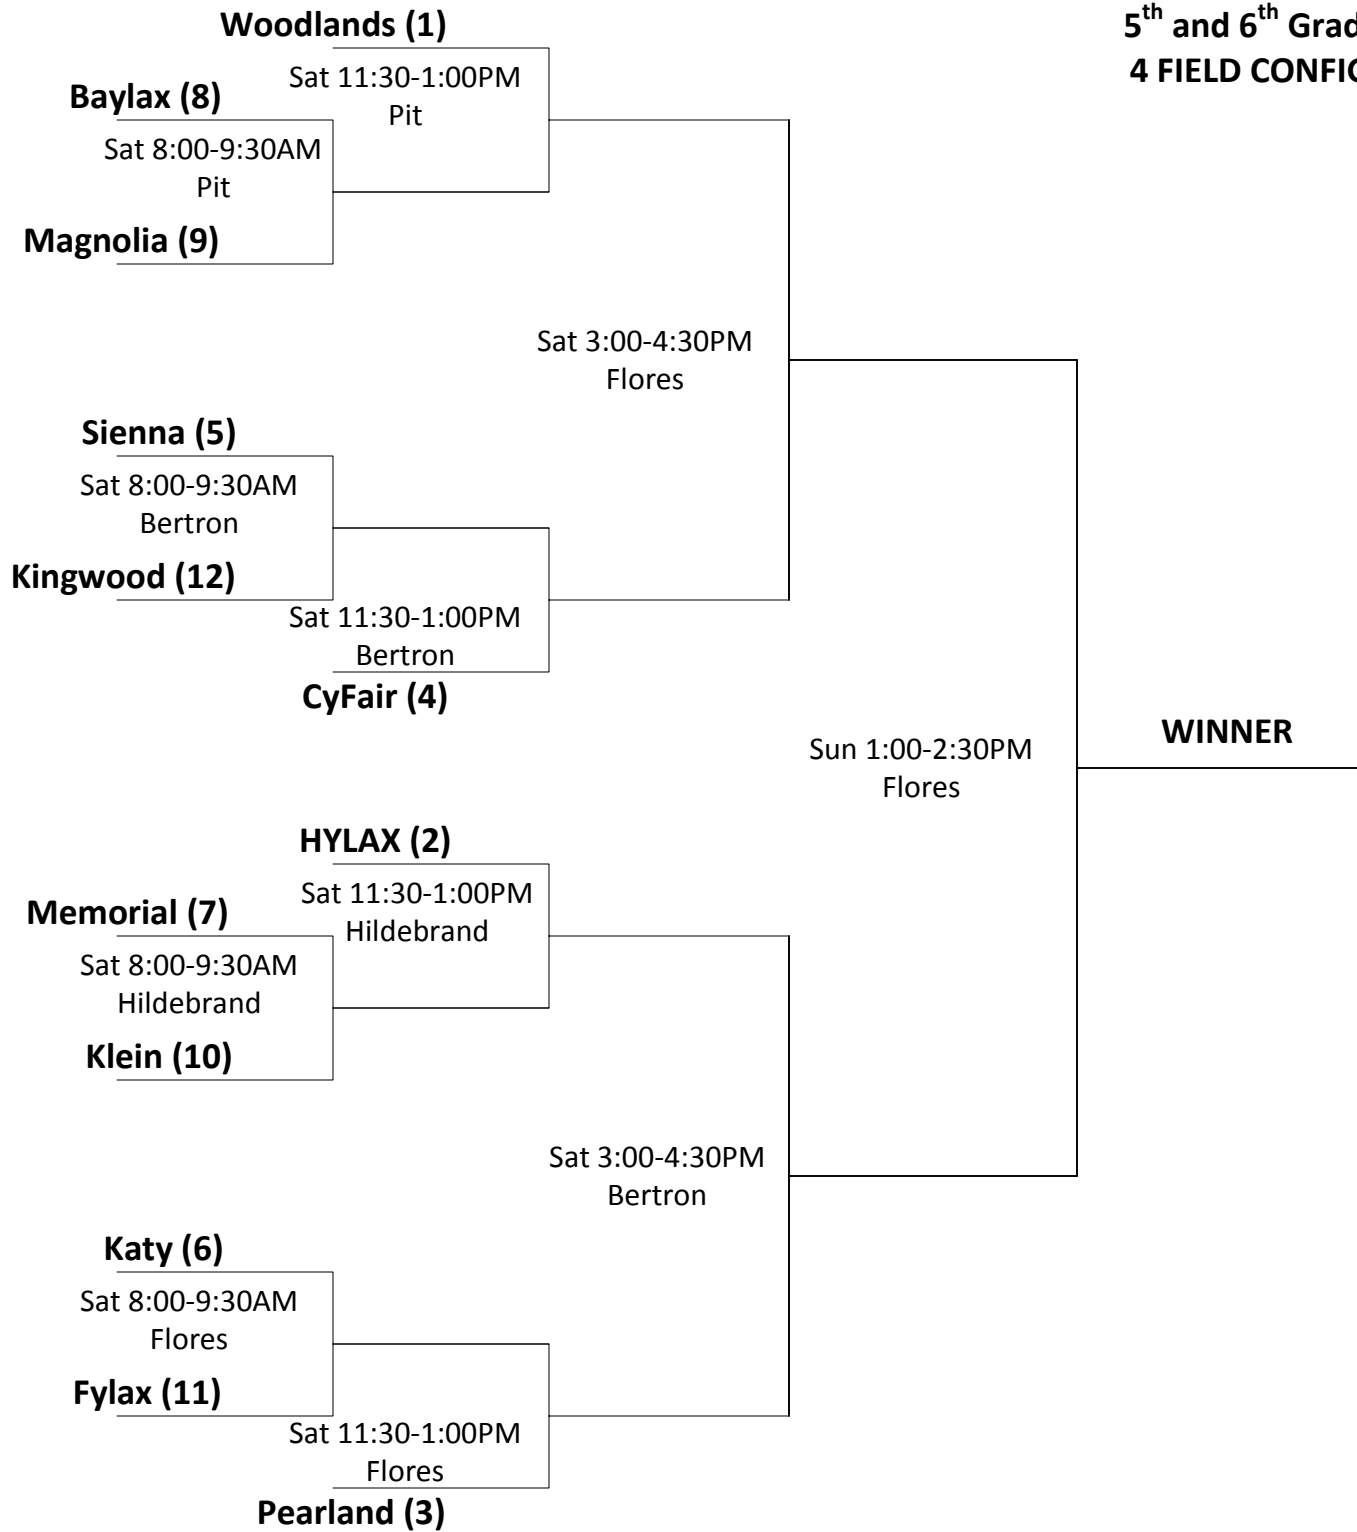 Woodlands (1)
5th and 6th Grad
4 FIELD CONFIG
Sat 11:30-1:00PM
Pit
Baylax (8)
Sat 8:00-9:30AM
Pit
Magnolia (9)
Sat 3:00-4:30PM
Flores
Sienna (5)
Sat 8:00-9:30AM
Bertron
Kingwood (12)
Sat 11:30-1:00PM
Bertron
CyFair (4)
WINNER
Sun 1:00-2:30PM
Flores
HYLAX (2)
Sat 11:30-1:00PM
Hildebrand
Memorial (7)
Sat 8:00-9:30AM
Hildebrand
Klein (10)
Sat 3:00-4:30PM
Bertron
Katy (6)
Sat 8:00-9:30AM
Flores
Fylax (11)
Sat 11:30-1:00PM
Flores
Pearland (3)